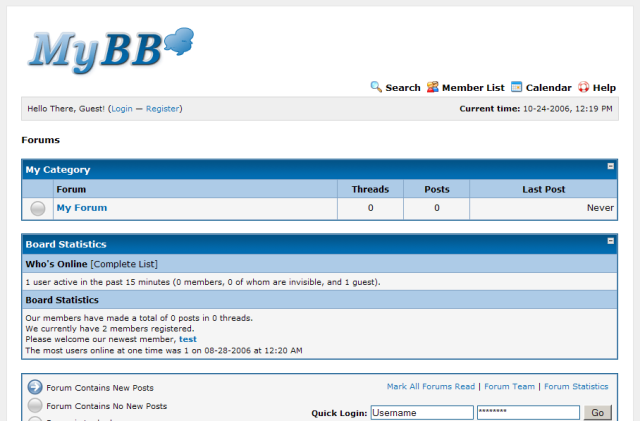 MyBB
Search Member List Calendar Help
Hello There, Guest! (Login — Register) Current time: 10-24-2006, 12:19 PM
Forums
My Category
Forum Threads Posts Last Post
My Forum 0 0 Never
Board Statistics
Who's Online [Complete List]
1 user active in the past 15 minutes (0 members, 0 of whom are invisible, and 1 guest).
Board Statistics
Our members have made a total of 0 posts in 0 threads.
We currently have 2 members registered.
Please welcome our newest member, test
The most users online at one time was 1 on 08-28-2006 at 12:20 AM
Forum Contains New Posts Mark All Forums Read | Forum Team | Forum Statistics
Forum Contains No New Posts
Quick Login: Username ******** Go